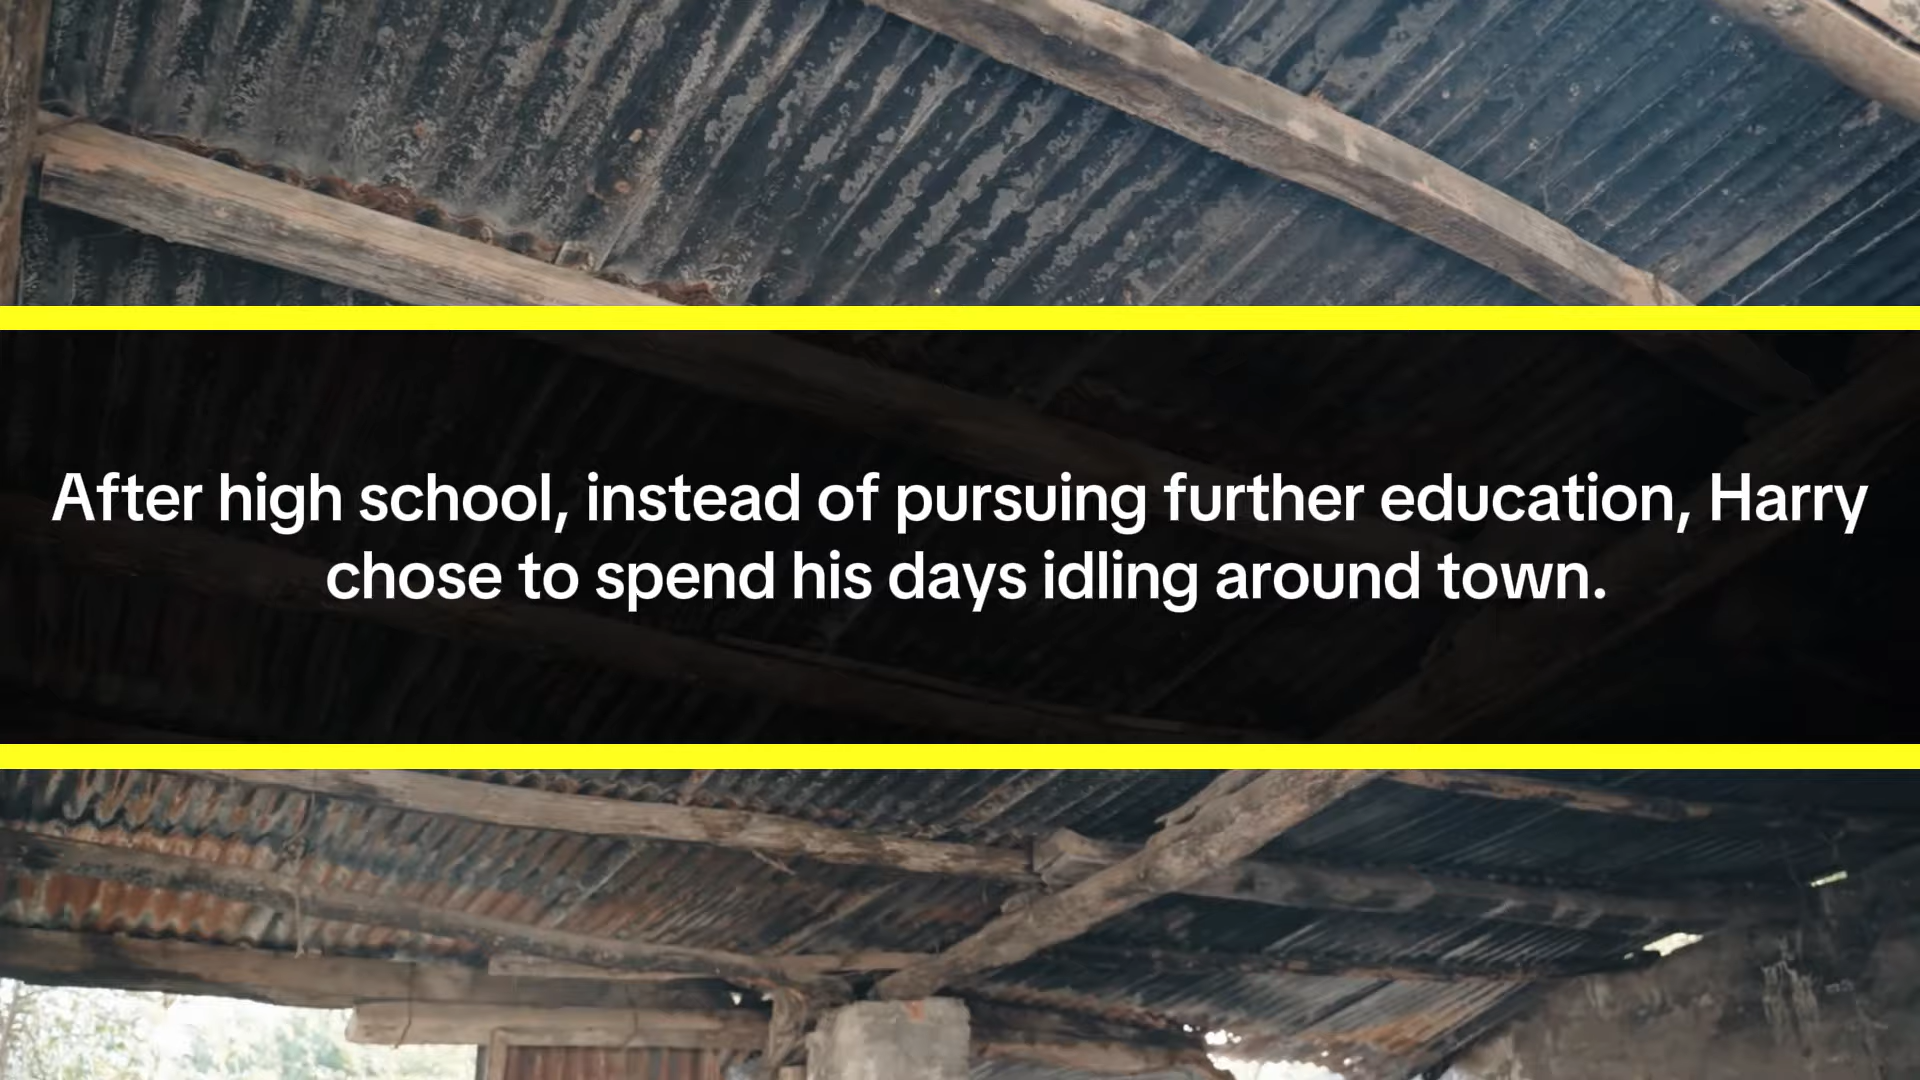 After high school, instead of pursuing further education, Harry
chose to spend his days idling around town.